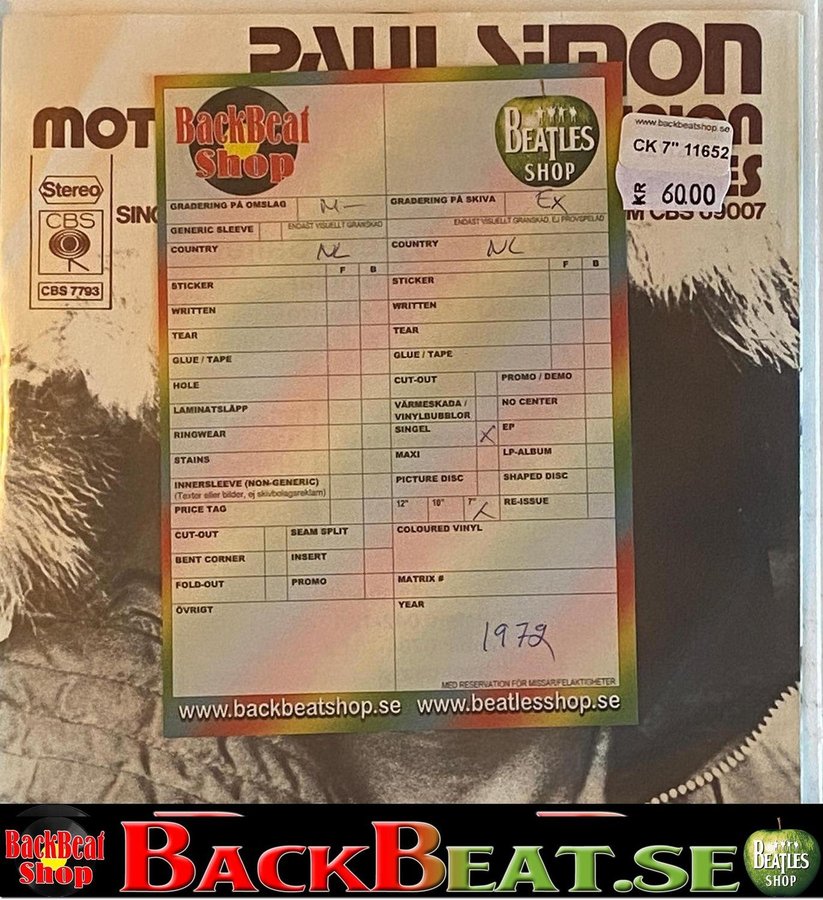 PAUL SIMON
MOT
Stereo
CBS
CBS 7793
SING
M CBS 69007
www.backbeatshop.se
CK 7" 11652
KR 60.00
BackBeat
Shop
BEATLES
SHOP
GRADERING PÅ OMSLAG M-
GRADERING PÅ SKIVA EX
GENERIC SLEEVE ENDAST VISUELLT GRANSKAD
ENDAST VISUELLT GRANSKAD, EJ PROVSPELAD
COUNTRY NL
COUNTRY NL
F B
F B
STICKER
STICKER
WRITTEN
WRITTEN
TEAR
TEAR
GLUE / TAPE
GLUE / TAPE
HOLE
CUT-OUT PROMO / DEMO
LAMINATSLÄPP
VÄRMESKADA / NO CENTER
VINYLBUBBLOR
RINGWEAR
SINGEL X EP
STAINS
MAXI LP-ALBUM
INNERSLEEVE (NON-GENERIC)
(Texter eller bilder, ej skivbolagsreklam)
PICTURE DISC SHAPED DISC
PRICE TAG
12" 10" 7" X RE-ISSUE
CUT-OUT SEAM SPLIT
COLOURED VINYL
BENT CORNER INSERT
FOLD-OUT PROMO
MATRIX #
ÖVRIGT
YEAR
1972
MED RESERVATION FÖR MISSAR/FELAKTIGHETER
www.backbeatshop.se www.beatlesshop.se
BackBeat
Shop
BACKBEAT.SE
BEATLES
SHOP